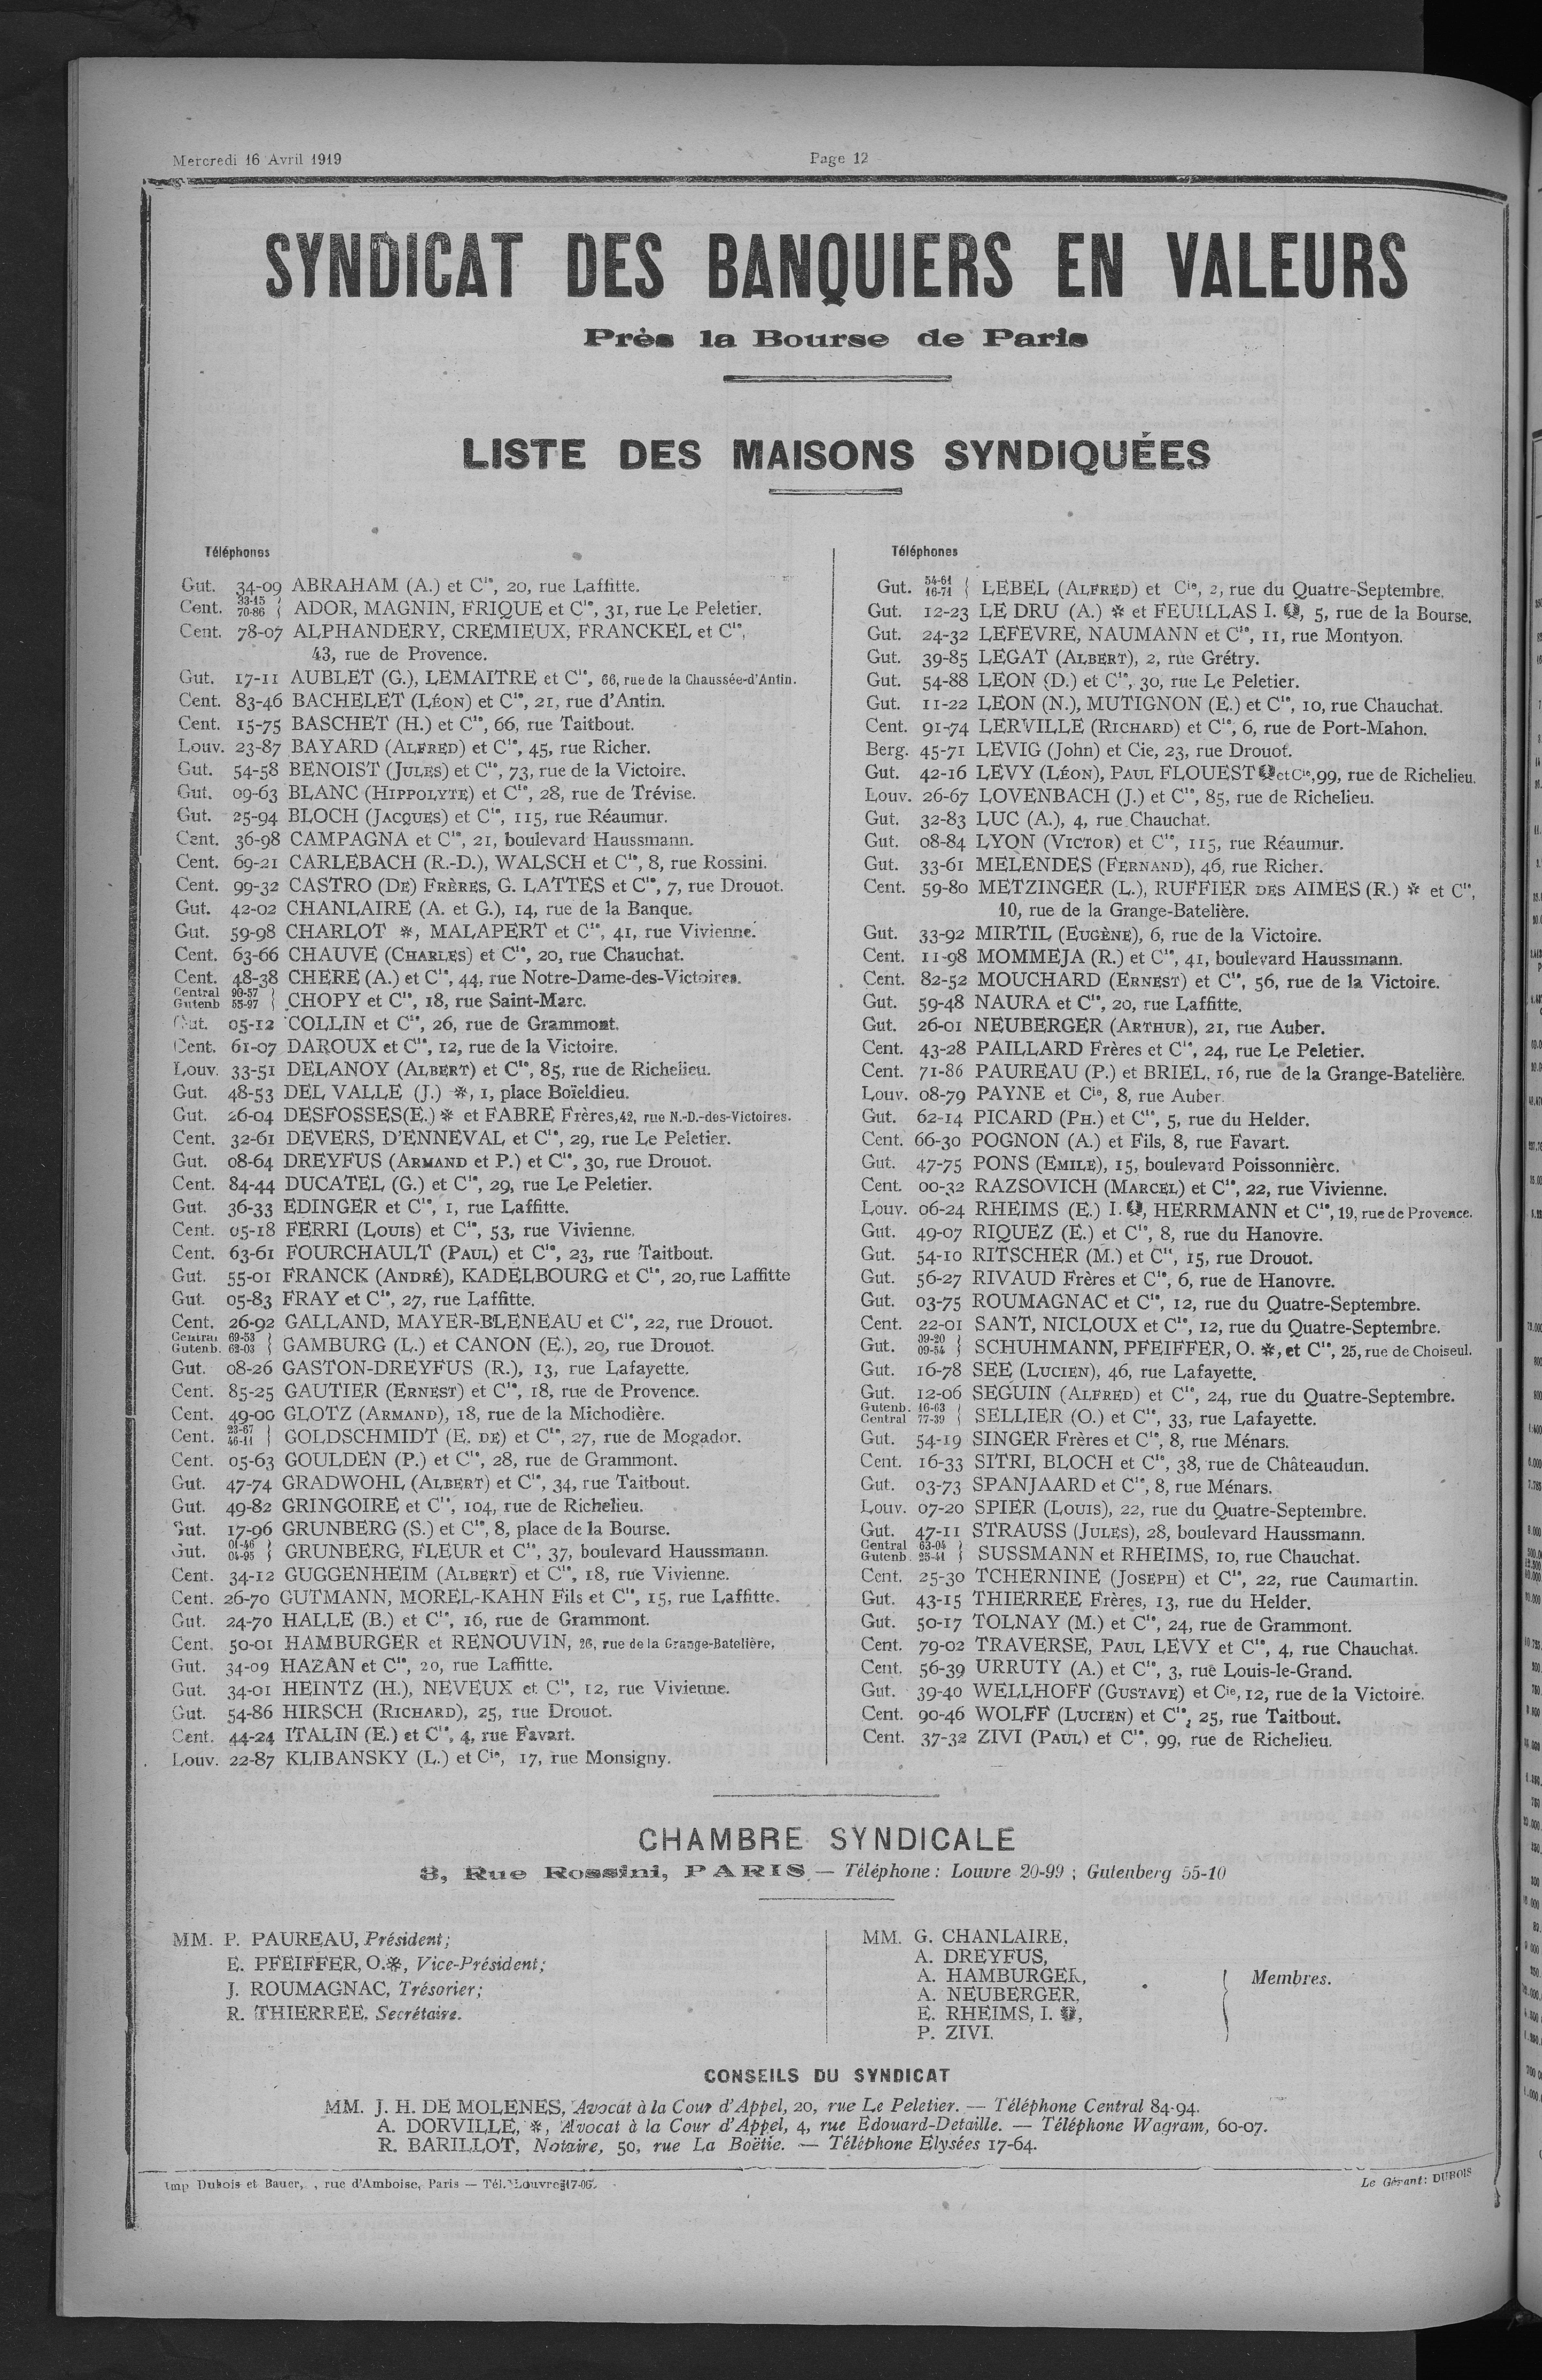 Mercredi 16 Avril 1919
Page 12
SYNDICAT DES BANQUIERS EN VALEURS
Près la Bourse de Paris
LISTE DES MAISONS SYNDIQUÉES
Téléphones
Gut. 34-09 ABRAHAM (A.) et Cie, 20, rue Laffitte.
Cent. 33-15 70-86 { ADOR, MAGNIN, FRIQUE et Cie, 31, rue Le Peletier.
Cent. 78-07 ALPHANDERY, CREMIEUX, FRANCKEL et Cie,
43, rue de Provence.
Gut. 17-11 AUBLET (G.), LEMAITRE et Cie, 66, rue de la Chaussée-d'Antin.
Cent. 83-46 BACHELET (LÉON) et Cie, 21, rue d'Antin.
Cent. 15-75 BASCHET (H.) et Cie, 66, rue Taitbout.
Louv. 23-87 BAYARD (ALFRED) et Cie, 45, rue Richer.
Gut. 54-58 BENOIST (JULES) et Cie, 73, rue de la Victoire.
Gut. 09-63 BLANC (HIPPOLYTE) et Cie, 28, rue de Trévise.
Gut. 25-94 BLOCH (JACQUES) et Cie, 115, rue Réaumur.
Cent. 36-98 CAMPAGNA et Cie, 21, boulevard Haussmann.
Cent. 69-21 CARLEBACH (R.-D.), WALSCH et Cie, 8, rue Rossini.
Cent. 99-32 CASTRO (DE) FRÈRES, G. LATTES et Cie, 7, rue Drouot.
Gut. 42-02 CHANLAIRE (A. et G.), 14, rue de la Banque.
Gut. 59-98 CHARLOT ✻, MALAPERT et Cie, 41, rue Vivienne.
Cent. 63-66 CHAUVE (CHARLES) et Cie, 20, rue Chauchat.
Cent. 48-38 CHERE (A.) et Cie, 44, rue Notre-Dame-des-Victoires.
Central 90-57 Gutenb 55-97 { CHOPY et Cie, 18, rue Saint-Marc.
Gut. 05-12 COLLIN et Cie, 26, rue de Grammont.
Cent. 61-07 DAROUX et Cie, 12, rue de la Victoire.
Louv. 33-51 DELANOY (ALBERT) et Cie, 85, rue de Richelieu.
Gut. 48-53 DEL VALLE (J.) ✻, 1, place Boïeldieu.
Gut. 26-04 DESFOSSES(E.) ✻ et FABRE Frères, 42, rue N.-D.-des-Victoires.
Cent. 32-61 DEVERS, D'ENNEVAL et Cie, 29, rue Le Peletier.
Gut. 08-64 DREYFUS (ARMAND et P.) et Cie, 30, rue Drouot.
Cent. 84-44 DUCATEL (G.) et Cie, 29, rue Le Peletier.
Gut. 36-33 EDINGER et Cie, 1, rue Laffitte.
Cent. 05-18 FERRI (LOUIS) et Cie, 53, rue Vivienne.
Cent. 63-61 FOURCHAULT (PAUL) et Cie, 23, rue Taitbout.
Gut. 55-01 FRANCK (ANDRÉ), KADELBOURG et Cie, 20, rue Laffitte
Gut. 05-83 FRAY et Cie, 27, rue Laffitte.
Cent. 26-92 GALLAND, MAYER-BLENEAU et Cie, 22, rue Drouot.
Central 69-53 Gutenb. 62-03 { GAMBURG (L.) et CANON (E.), 20, rue Drouot.
Gut. 08-26 GASTON-DREYFUS (R.), 13, rue Lafayette.
Cent. 85-25 GAUTIER (ERNEST) et Cie, 18, rue de Provence.
Cent. 49-00 GLOTZ (ARMAND), 18, rue de la Michodière.
Cent. 23-67 46-11 } GOLDSCHMIDT (E. DE) et Cie, 27, rue de Mogador.
Cent. 05-63 GOULDEN (P.) et Cie, 28, rue de Grammont.
Gut. 47-74 GRADWOHL (ALBERT) et Cie, 34, rue Taitbout.
Gut. 49-82 GRINGOIRE et Cie, 104, rue de Richelieu.
Gut. 17-96 GRUNBERG (S.) et Cie, 8, place de la Bourse.
Gut. 01-46 04-95 } GRUNBERG, FLEUR et Cie, 37, boulevard Haussmann.
Cent. 34-12 GUGGENHEIM (ALBERT) et Cie, 18, rue Vivienne.
Cent. 26-70 GUTMANN, MOREL-KAHN Fils et Cie, 15, rue Laffitte.
Gut. 24-70 HALLE (B.) et Cie, 16, rue de Grammont.
Cent. 50-01 HAMBURGER et RENOUVIN, 26, rue de la Grange-Batelière,
Gut. 34-09 HAZAN et Cie, 20, rue Laffitte.
Gut. 34-01 HEINTZ (H.), NEVEUX et Cie, 12, rue Vivienne.
Gut. 54-86 HIRSCH (RICHARD), 25, rue Drouot.
Cent. 44-24 ITALIN (E.) et Cie, 4, rue Favart.
Louv. 22-87 KLIBANSKY (L.) et Cie, 17, rue Monsigny.
Téléphones
Gut. 54-61 16-71 { LEBEL (ALFRED) et Cie, 2, rue du Quatre-Septembre.
Gut. 12-23 LE DRU (A.) ✻ et FEUILLAS I. Q, 5, rue de la Bourse.
Gut. 24-32 LEFEVRE, NAUMANN et Cie, 11, rue Montyon.
Gut. 39-85 LEGAT (ALBERT), 2, rue Grétry.
Gut. 54-88 LEON (D.) et Cie, 30, rue Le Peletier.
Gut. 11-22 LEON (N.), MUTIGNON (E.) et Cie, 10, rue Chauchat.
Cent. 91-74 LERVILLE (RICHARD) et Cie, 6, rue de Port-Mahon.
Berg. 45-71 LEVIG (John) et Cie, 23, rue Drouot.
Gut. 42-16 LEVY (LÉON), PAUL FLOUEST Q et Cie, 99, rue de Richelieu.
Louv. 26-67 LOVENBACH (J.) et Cie, 85, rue de Richelieu.
Gut. 32-83 LUC (A.), 4, rue Chauchat.
Gut. 08-84 LYON (VICTOR) et Cie, 115, rue Réaumur.
Gut. 33-61 MELENDES (FERNAND), 46, rue Richer.
Cent. 59-80 METZINGER (L.), RUFFIER DES AIMES (R.) ✻ et Cie,
10, rue de la Grange-Batelière.
Gut. 33-92 MIRTIL (EUGÈNE), 6, rue de la Victoire.
Cent. 11-98 MOMMEJA (R.) et Cie, 41, boulevard Haussmann.
Cent. 82-52 MOUCHARD (ERNEST) et Cie, 56, rue de la Victoire.
Gut. 59-48 NAURA et Cie, 20, rue Laffitte.
Gut. 26-01 NEUBERGER (ARTHUR), 21, rue Auber.
Cent. 43-28 PAILLARD Frères et Cie, 24, rue Le Peletier.
Cent. 71-86 PAUREAU (P.) et BRIEL, 16, rue de la Grange-Batelière.
Louv. 08-79 PAYNE et Cie, 8, rue Auber.
Gut. 62-14 PICARD (PH.) et Cie, 5, rue du Helder.
Cent. 66-30 POGNON (A.) et Fils, 8, rue Favart.
Gut. 47-75 PONS (EMILE), 15, boulevard Poissonnière.
Cent. 00-32 RAZSOVICH (MARCEL) et Cie, 22, rue Vivienne.
Louv. 06-24 RHEIMS (E.) I. Q, HERRMANN et Cie, 19, rue de Provence.
Gut. 49-07 RIQUEZ (E.) et Cie, 8, rue du Hanovre.
Gut. 54-10 RITSCHER (M.) et Cie, 15, rue Drouot.
Gut. 56-27 RIVAUD Frères et Cie, 6, rue de Hanovre.
Gut. 03-75 ROUMAGNAC et Cie, 12, rue du Quatre-Septembre.
Cent. 22-01 SANT, NICLOUX et Cie, 12, rue du Quatre-Septembre.
Gut. 39-20 09-54 } SCHUHMANN, PFEIFFER, O. ✻, et Cie, 25, rue de Choiseul.
Gut. 16-78 SEE (LUCIEN), 46, rue Lafayette.
Gut. 12-06 SEGUIN (ALFRED) et Cie, 24, rue du Quatre-Septembre.
Gutenb. 16-63 Central 77-39 { SELLIER (O.) et Cie, 33, rue Lafayette.
Gut. 54-19 SINGER Frères et Cie, 8, rue Ménars.
Cent. 16-33 SITRI, BLOCH et Cie, 38, rue de Châteaudun.
Gut. 03-73 SPANJAARD et Cie, 8, rue Ménars.
Louv. 07-20 SPIER (LOUIS), 22, rue du Quatre-Septembre.
Gut. 47-11 STRAUSS (JULES), 28, boulevard Haussmann.
Central 63-04 Gutenb. 25-41 } SUSSMANN et RHEIMS, 10, rue Chauchat.
Cent. 25-30 TCHERNINE (JOSEPH) et Cie, 22, rue Caumartin.
Gut. 43-15 THIERREE Frères, 13, rue du Helder.
Gut. 50-17 TOLNAY (M.) et Cie, 24, rue de Grammont.
Cent. 79-02 TRAVERSE, PAUL LEVY et Cie, 4, rue Chauchat.
Cent. 56-39 URRUTY (A.) et Cie, 3, rue Louis-le-Grand.
Gut. 39-40 WELLHOFF (GUSTAVE) et Cie, 12, rue de la Victoire.
Cent. 90-46 WOLFF (LUCIEN) et Cie, 25, rue Taitbout.
Cent. 37-32 ZIVI (PAUL) et Cie, 99, rue de Richelieu.
CHAMBRE SYNDICALE
8, Rue Rossini, PARIS — Téléphone : Louvre 20-99 ; Gutenberg 55-10
MM. P. PAUREAU, Président;
E. PFEIFFER, O.✻, Vice-Président;
J. ROUMAGNAC, Trésorier;
R. THIERREE, Secrétaire.
MM. G. CHANLAIRE,
A. DREYFUS,
A. HAMBURGER,
A. NEUBERGER,
E. RHEIMS, I. Q,
P. ZIVI.
Membres.
CONSEILS DU SYNDICAT
MM. J. H. DE MOLENES, Avocat à la Cour d'Appel, 20, rue Le Peletier. — Téléphone Central 84-94.
A. DORVILLE, ✻, Avocat à la Cour d'Appel, 4, rue Edouard-Detaille. — Téléphone Wagram, 60-07.
R. BARILLOT, Notaire, 50, rue La Boëtie. — Téléphone Elysées 17-64.
Imp Dubois et Bauer, , rue d'Amboise, Paris — Tél. Louvre 17-06.
Le Gérant: DUBOIS